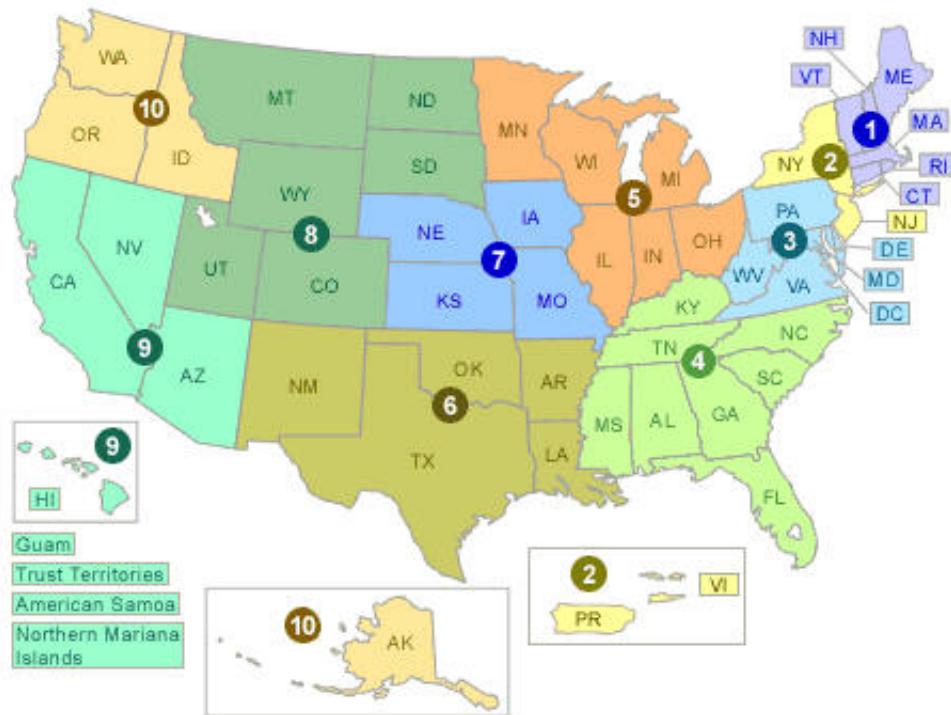 NH
WA
ME
VT
MT
ND
10
MN
MA
1
OR
ID
WI
NY
2
RI
SD
MI
CT
WY
5
PA
NJ
IA
NE
8
3
OH
DE
NV
7
IL
IN
WV
UT
MD
CA
CO
VA
KS
MO
DC
KY
NC
9
TN
4
AZ
OK
AR
SC
NM
6
MS
AL
GA
9
TX
LA
HI
FL
Guam
2
Trust Territories
VI
American Samoa
PR
10
Northern Mariana
AK
Islands